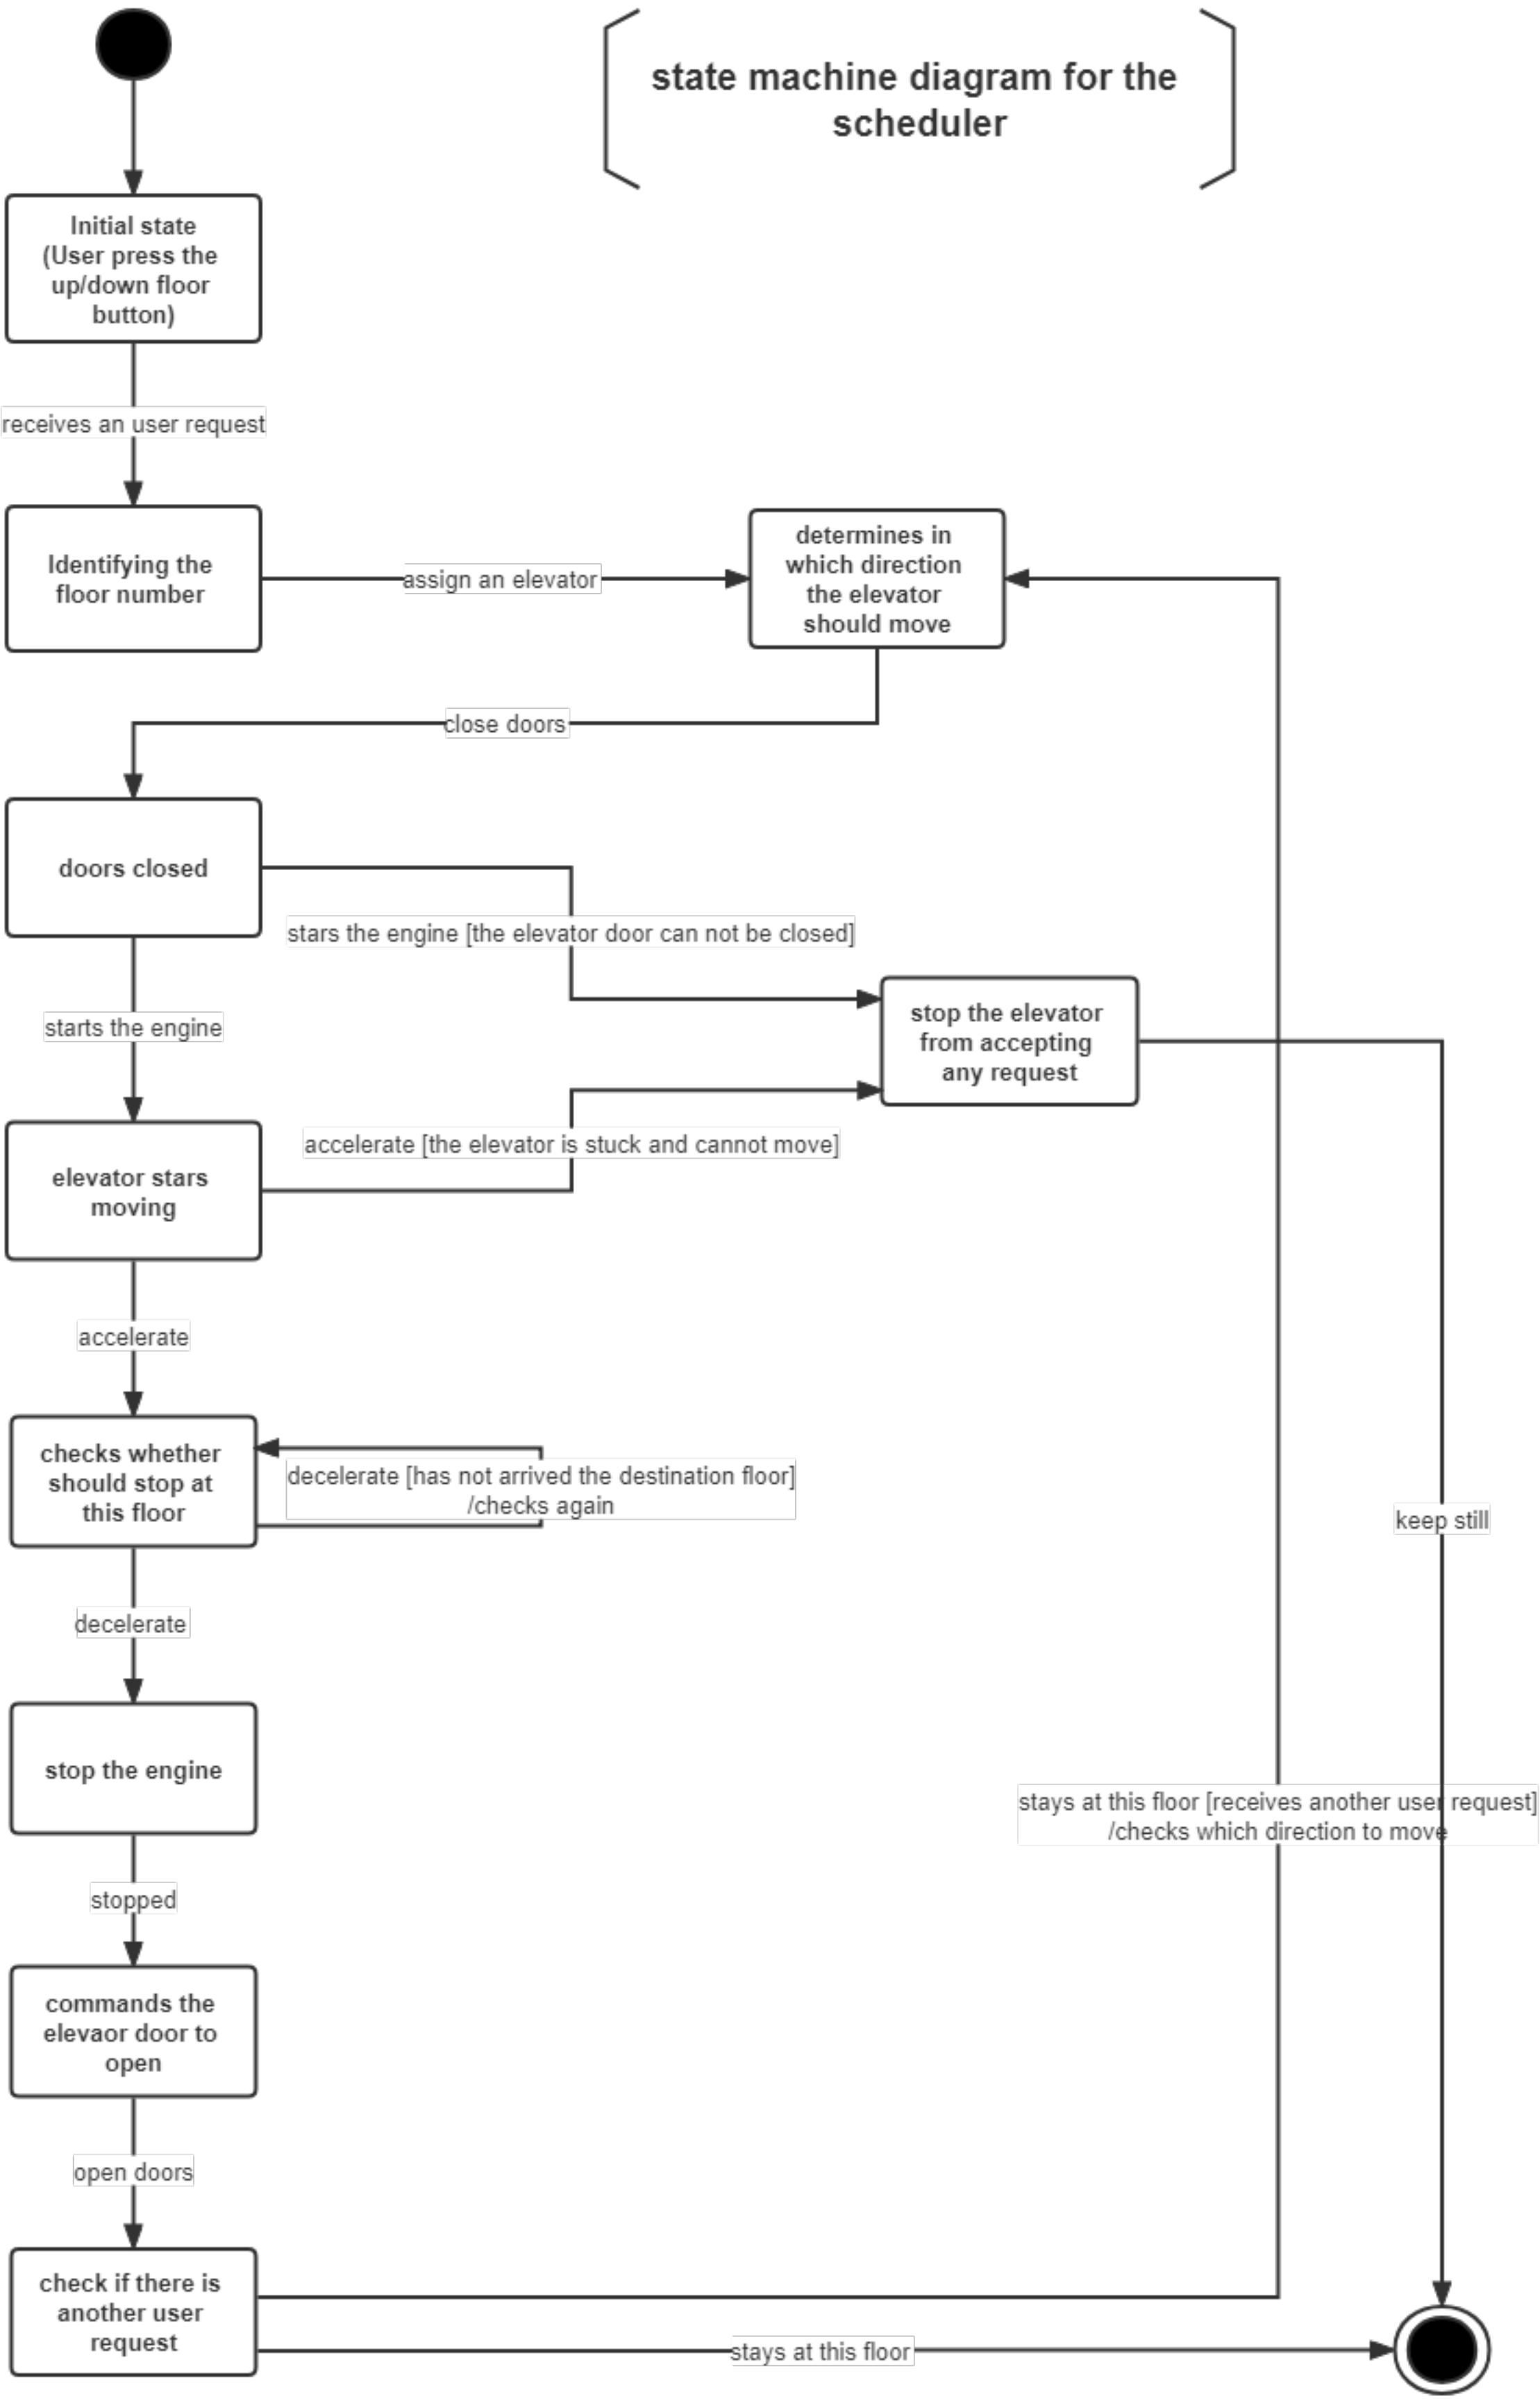 state machine diagram for the
scheduler
Initial state
(User press the
up/down floor
button)
receives an user request
Identifying the
floor number
assign an elevator
determines in
which direction
the elevator
should move
close doors
doors closed
stars the engine [the elevator door can not be closed]
starts the engine
stop the elevator
from accepting
any request
accelerate [the elevator is stuck and cannot move]
elevator stars
moving
accelerate
checks whether
should stop at
this floor
decelerate [has not arrived the destination floor]
/checks again
keep still
decelerate
stop the engine
stays at this floor [receives another user request]
/checks which direction to move
stopped
commands the
elevaor door to
open
open doors
check if there is
another user
request
stays at this floor